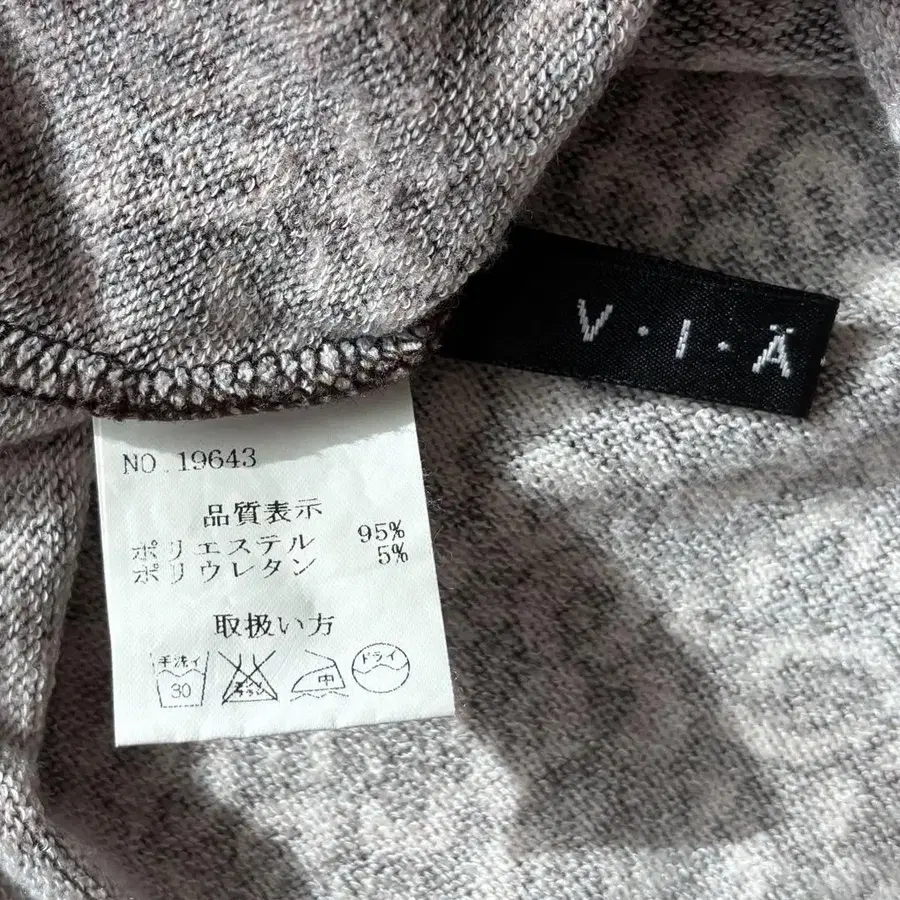 V・I・Ä
NO.19643
品質表示
ポリエステル 95%
ポリウレタン 5%
取扱い方
手洗イ 中 ドライ
30